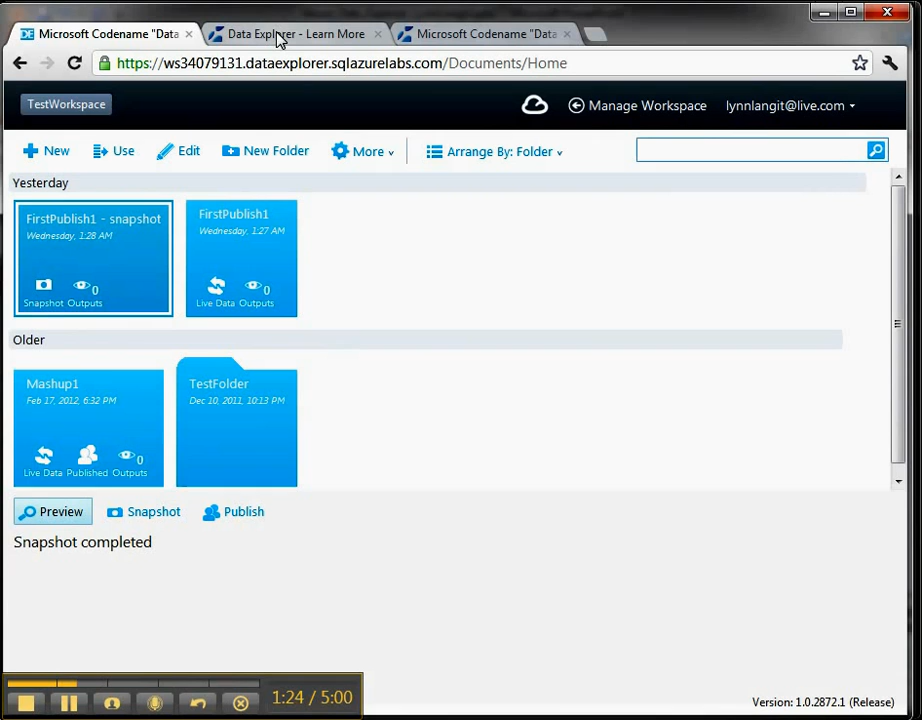 Microsoft Codename "Data
Data Explorer - Learn More
Microsoft Codename "Data
https://ws34079131.dataexplorer.sqlazurelabs.com/Documents/Home
TestWorkspace
Manage Workspace
lynnlangit@live.com
New
Use
Edit
New Folder
More
Arrange By: Folder
Yesterday
FirstPublish1 - snapshot
Wednesday, 1:28 AM
0
Snapshot Outputs
FirstPublish1
Wednesday, 1:27 AM
0
Live Data Outputs
Older
Mashup1
Feb 17, 2012, 6:32 PM
0
Live Data Published Outputs
TestFolder
Dec 10, 2011, 10:13 PM
Preview
Snapshot
Publish
Snapshot completed
1:24 / 5:00
Version: 1.0.2872.1 (Release)